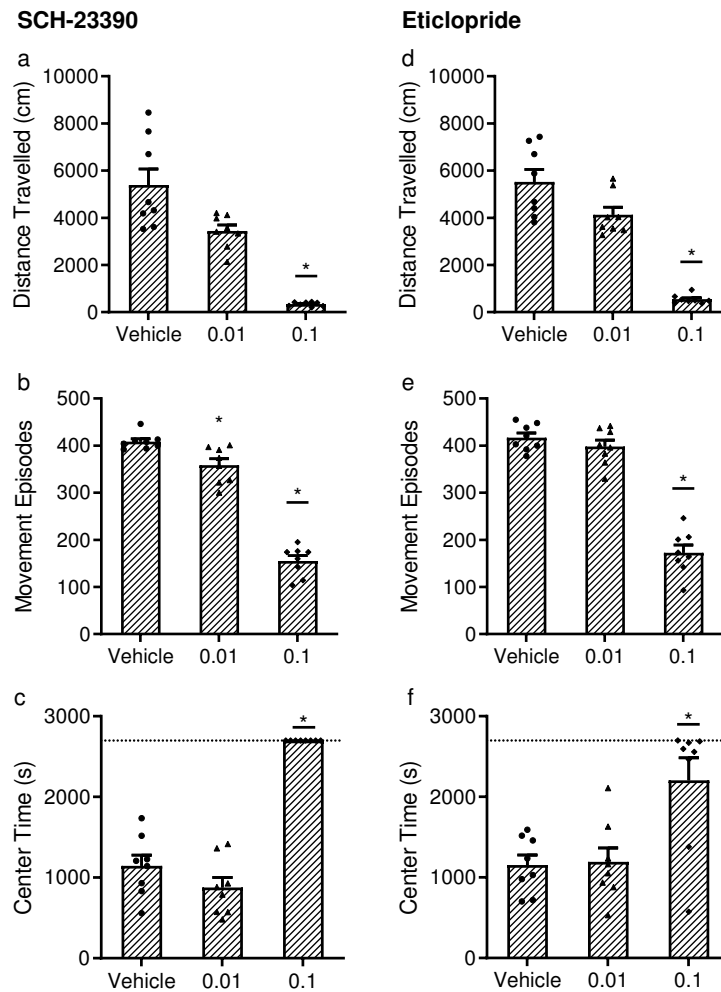 SCH-23390
Eticlopride
a
Distance Travelled (cm)
10000
8000
6000
4000
2000
0
*
Vehicle 0.01 0.1
d
Distance Travelled (cm)
10000
8000
6000
4000
2000
0
*
Vehicle 0.01 0.1
b
Movement Episodes
500
400
300
200
100
0
*
*
Vehicle 0.01 0.1
e
Movement Episodes
500
400
300
200
100
0
*
Vehicle 0.01 0.1
c
Center Time (s)
3000
2000
1000
0
*
Vehicle 0.01 0.1
f
Center Time (s)
3000
2000
1000
0
*
Vehicle 0.01 0.1